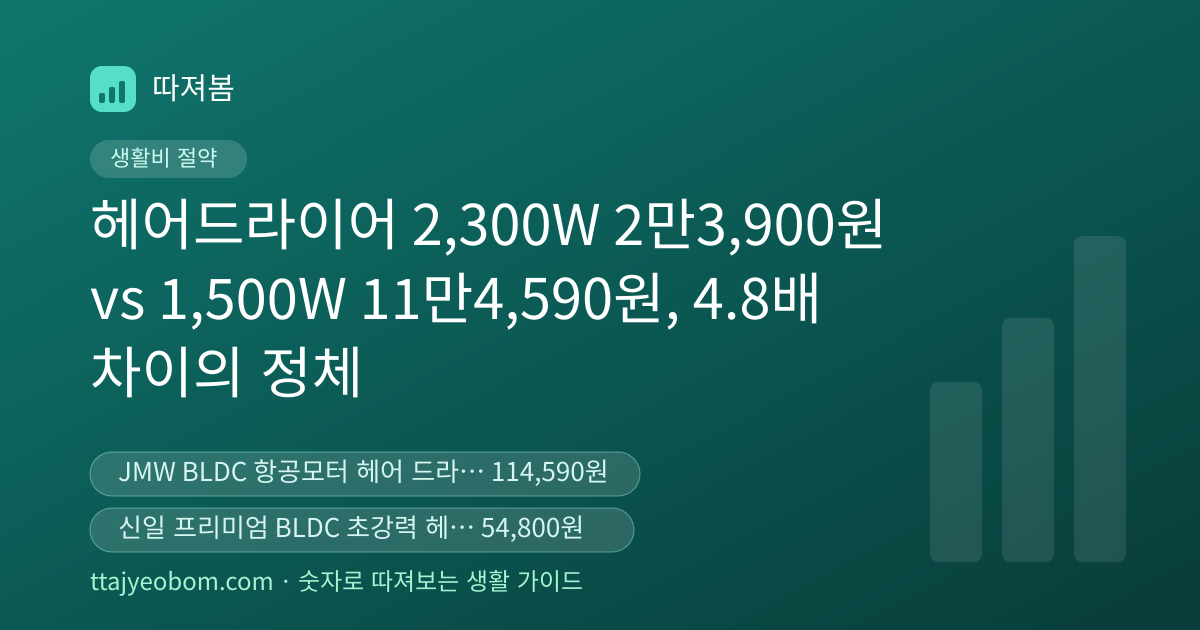 따져봄
생활비 절약
헤어드라이어 2,300W 2만3,900원
vs 1,500W 11만4,590원, 4.8배
차이의 정체
JMW BLDC 항공모터 헤어 드라… 114,590원
신일 프리미엄 BLDC 초강력 헤… 54,800원
ttajyeobom.com · 숫자로 따져보는 생활 가이드